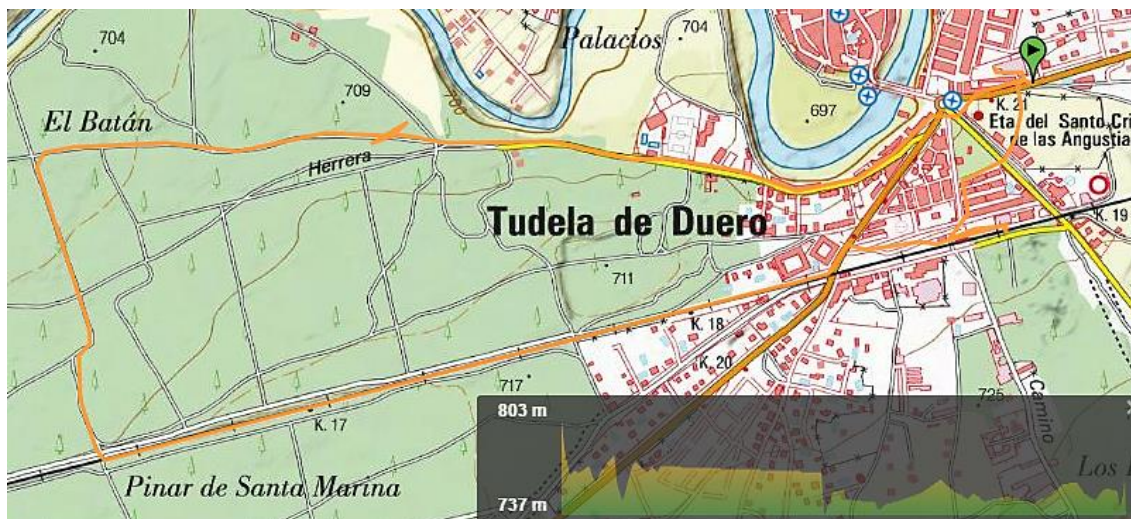 704
Palacios
704
709
700
El Batán
697
K. 21
Eta. del Santo Cri
de las Angustia
Herrera
Tudela de Duero
K. 19
711
K. 18
K. 20
717
803 m
725
Camino
K. 17
Pinar de Santa Marina
737 m
Los